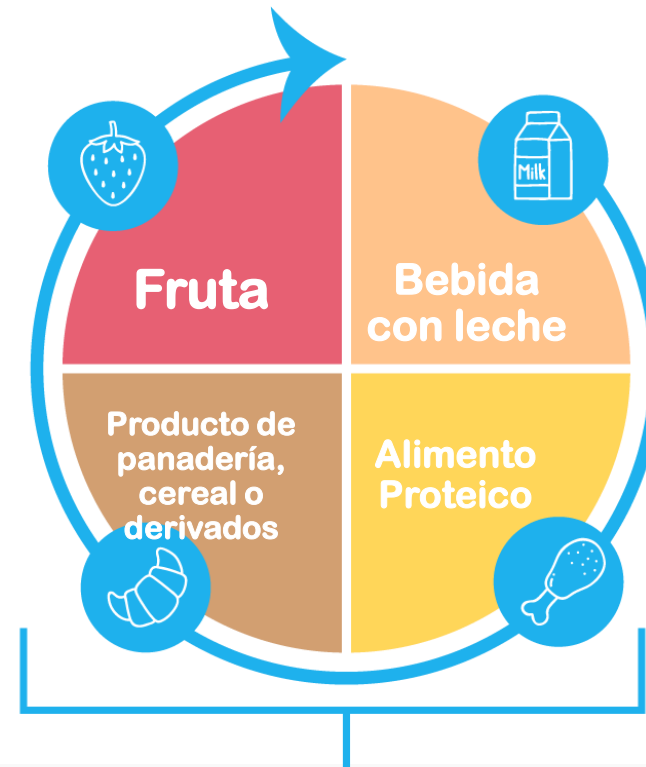 Fruta
Bebida
con leche
Milk
Producto de
panadería,
cereal o
derivados
Alimento
Proteico